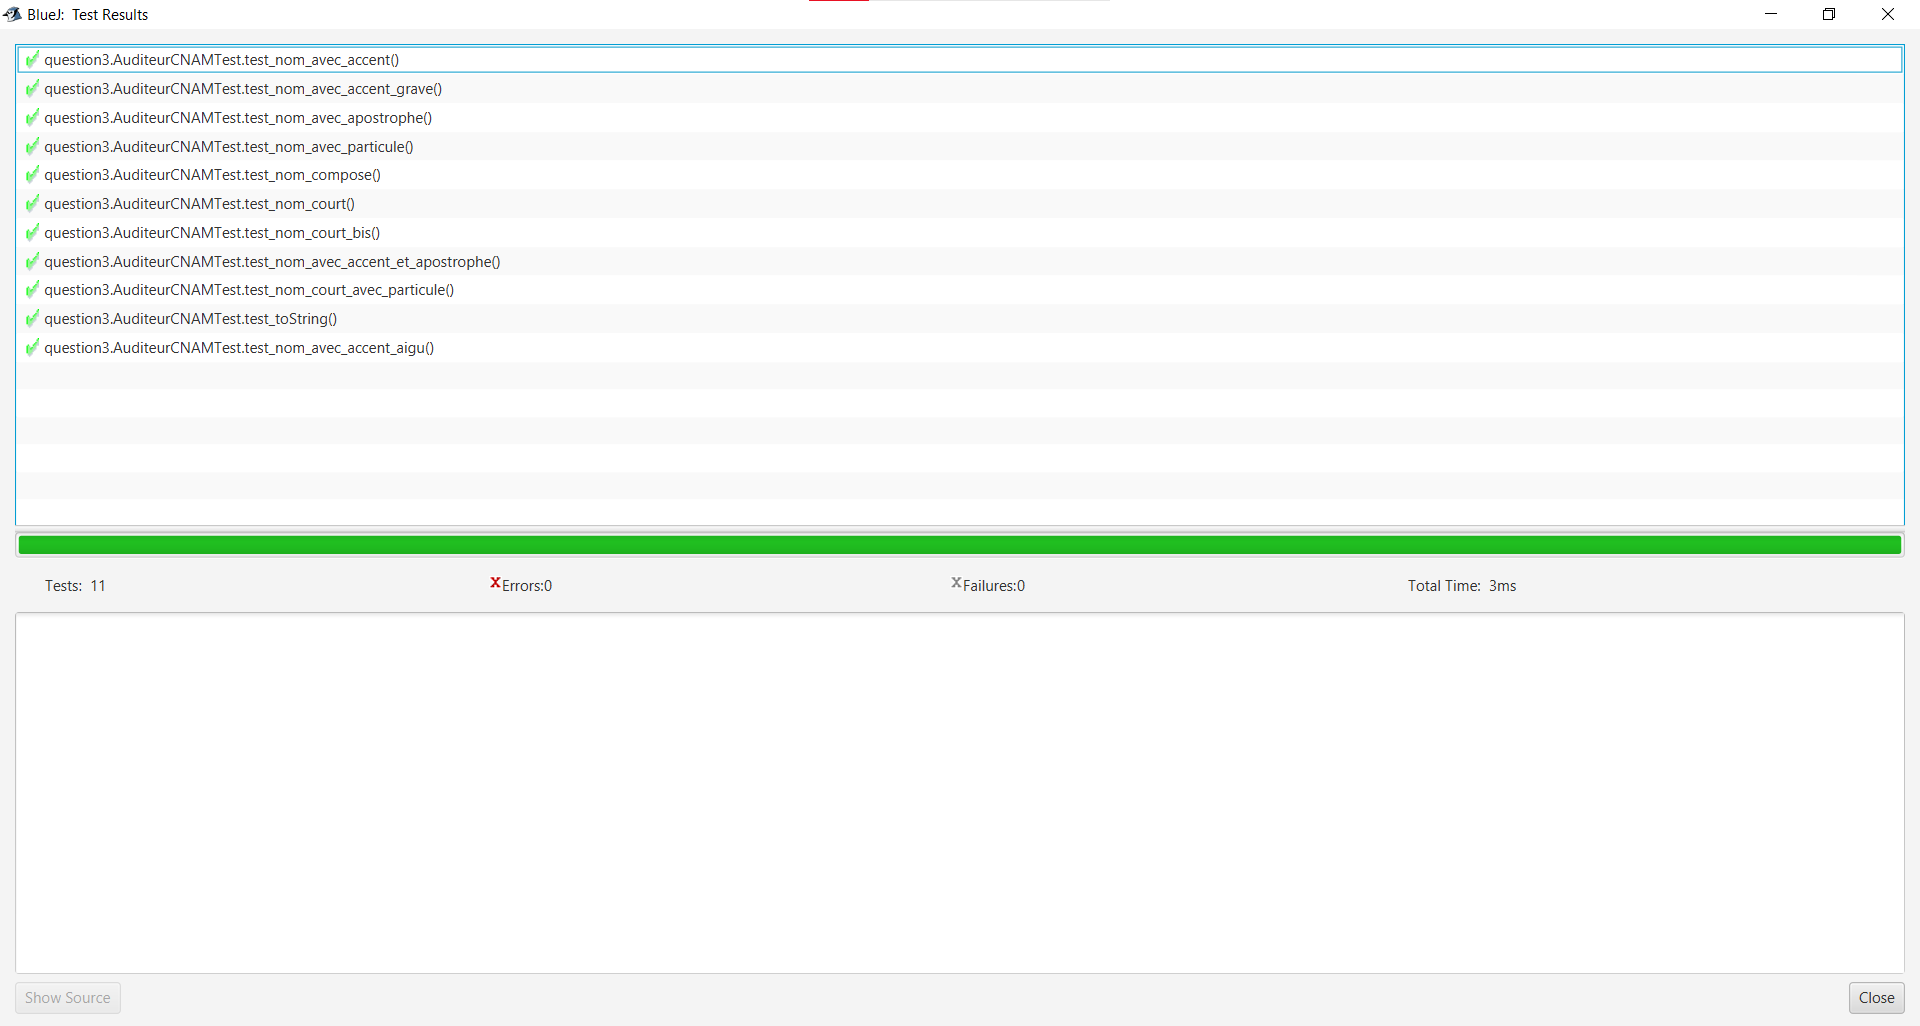 BlueJ: Test Results
question3.AuditeurCNAMTest.test_nom_avec_accent()
question3.AuditeurCNAMTest.test_nom_avec_accent_grave()
question3.AuditeurCNAMTest.test_nom_avec_apostrophe()
question3.AuditeurCNAMTest.test_nom_avec_particule()
question3.AuditeurCNAMTest.test_nom_compose()
question3.AuditeurCNAMTest.test_nom_court()
question3.AuditeurCNAMTest.test_nom_court_bis()
question3.AuditeurCNAMTest.test_nom_avec_accent_et_apostrophe()
question3.AuditeurCNAMTest.test_nom_court_avec_particule()
question3.AuditeurCNAMTest.test_toString()
question3.AuditeurCNAMTest.test_nom_avec_accent_aigu()
Tests: 11 Errors:0 Failures:0 Total Time: 3ms
Show Source Close